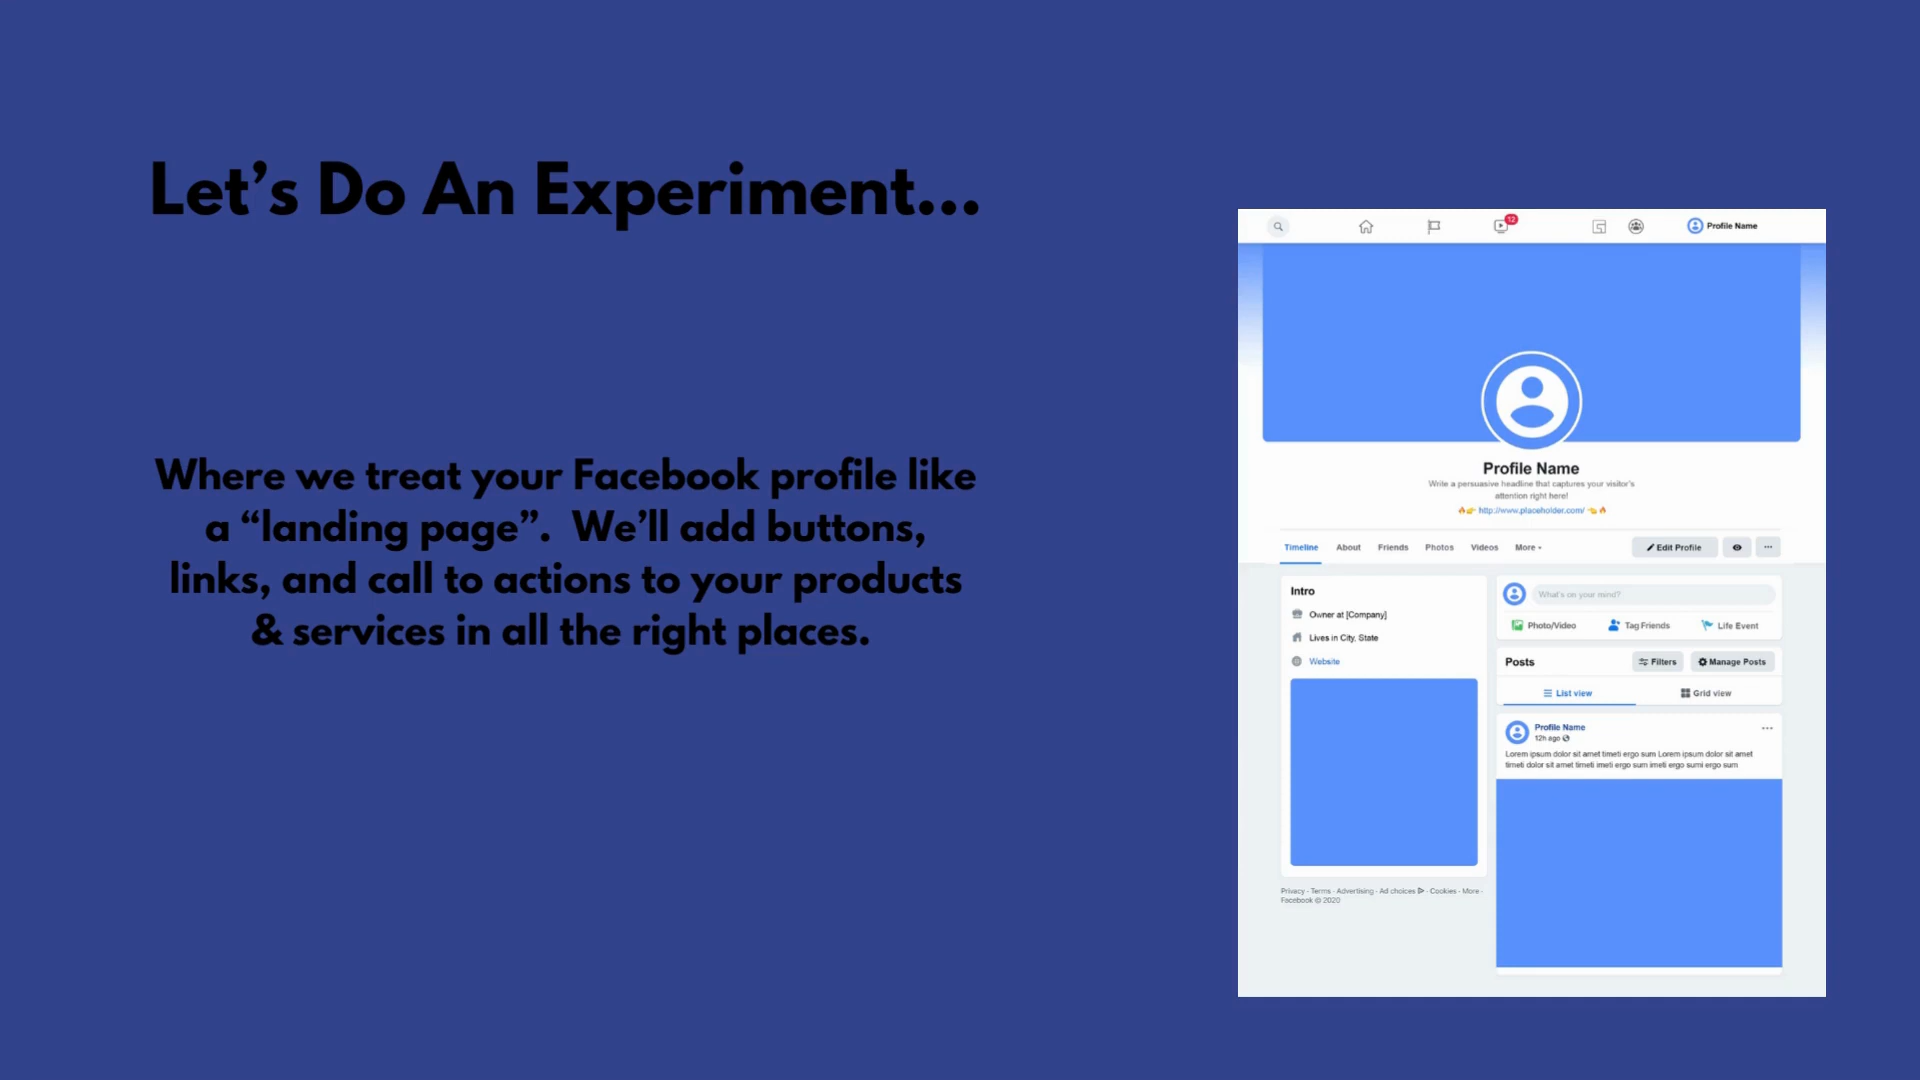 Let’s Do An Experiment...
Where we treat your Facebook profile like
a “landing page”.  We’ll add buttons,
links, and call to actions to your products
& services in all the right places.
12
Profile Name
Profile Name
Write a persuasive headline that captures your visitor's
attention right here!
http://www.placeholder.com/
Timeline About Friends Photos Videos More
Edit Profile
Intro
Owner at [Company]
Lives in City, State
Website
Privacy · Terms · Advertising · Ad choices · Cookies · More ·
Facebook © 2020
What's on your mind?
Photo/Video Tag Friends Life Event
Posts Filters Manage Posts
List view Grid view
Profile Name
12h ago
Lorem ipsum dolor sit amet timeti ergo sum Lorem ipsum dolor sit amet
timeti dolor sit amet timeti imeti ergo sum imeti ergo sumi ergo sum